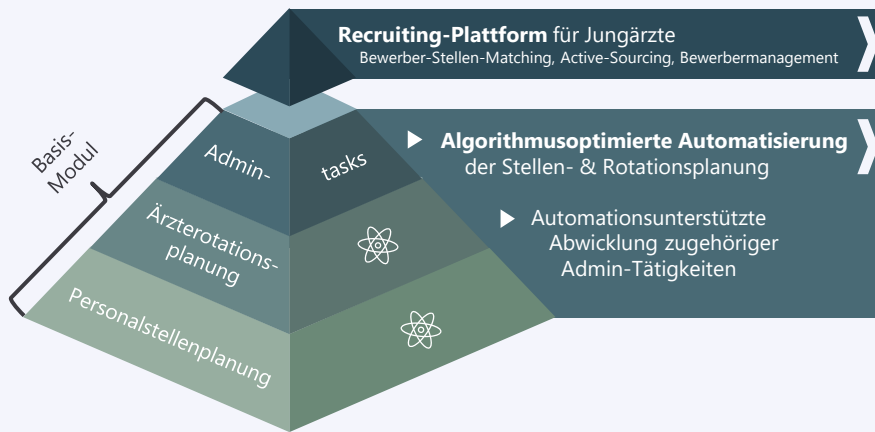 Recruiting-Plattform für Jungärzte
Bewerber-Stellen-Matching, Active-Sourcing, Bewerbermanagement
Basis-
Modul
Admin-
tasks
Ärzterotations-
planung
Personalstellenplanung
Algorithmusoptimierte Automatisierung
der Stellen- & Rotationsplanung
Automationsunterstützte
Abwicklung zugehöriger
Admin-Tätigkeiten